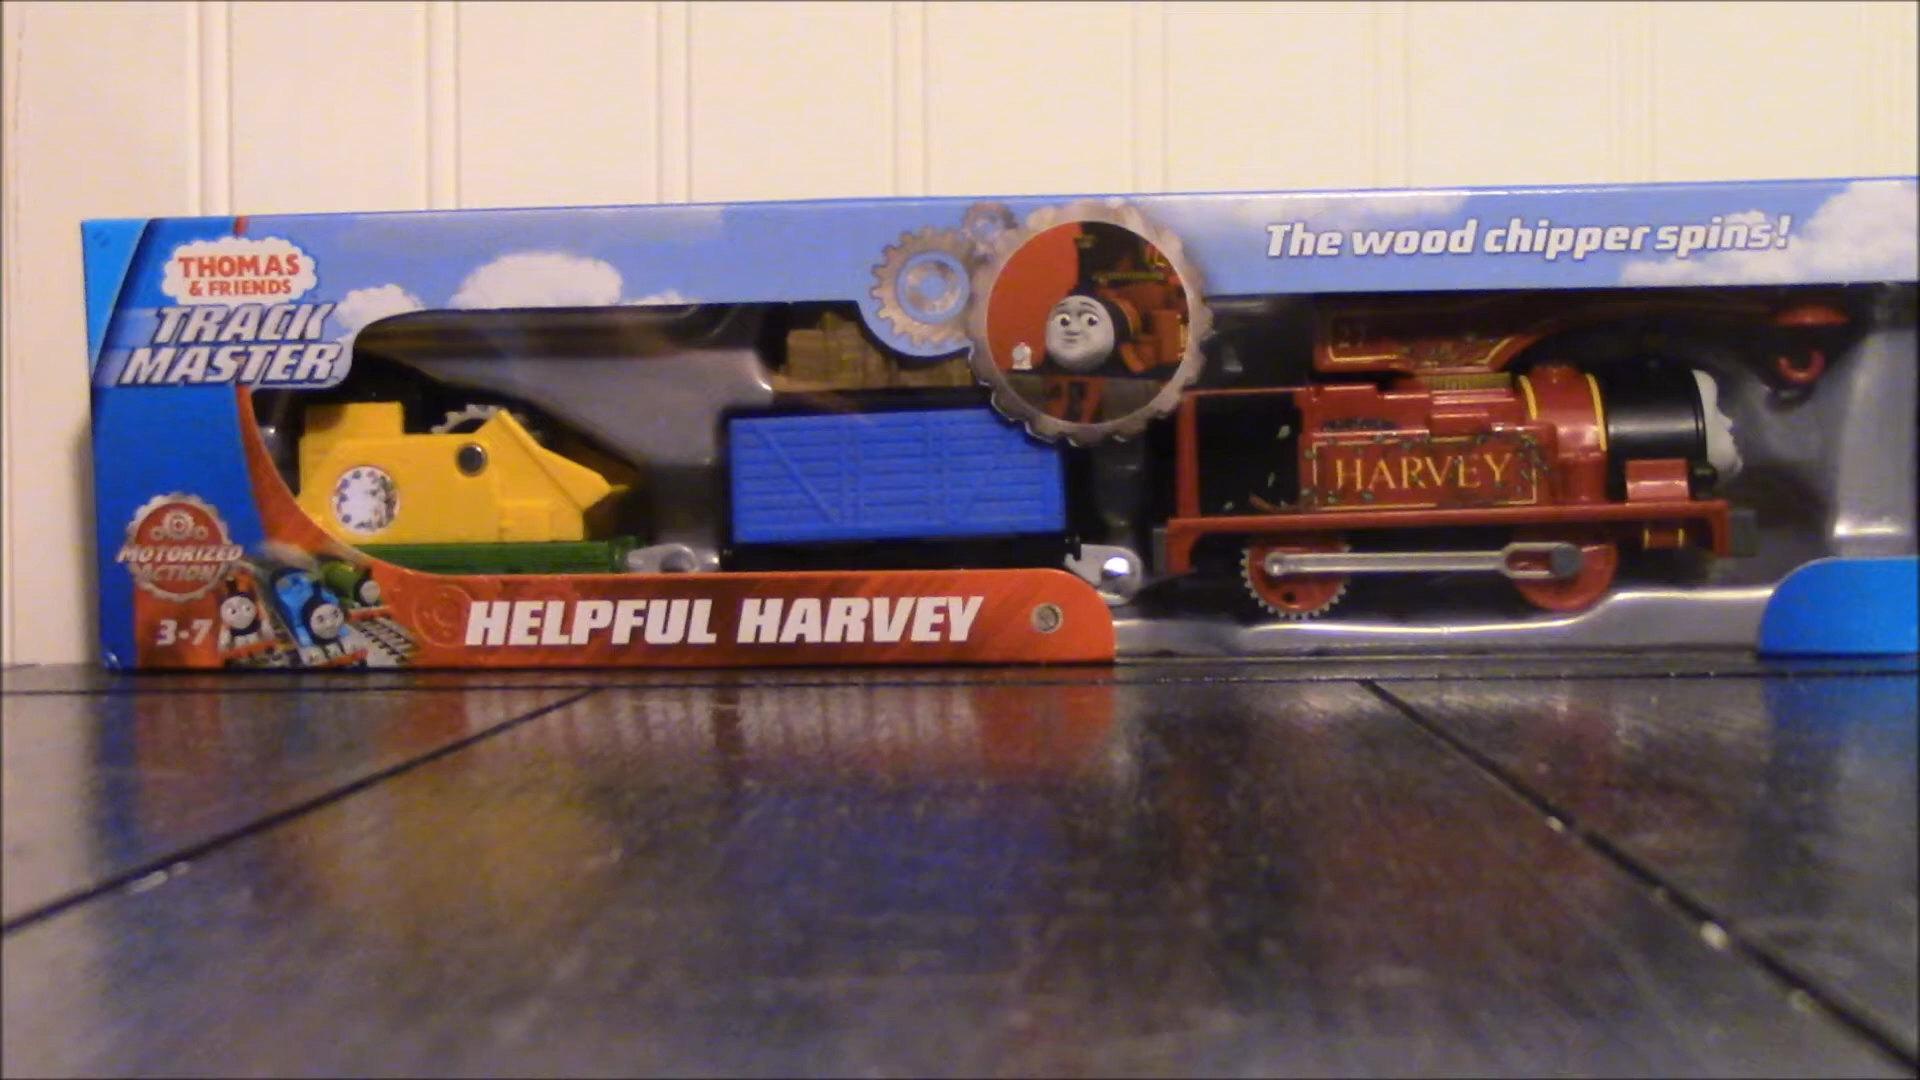 The wood chipper spins!
THOMAS
& FRIENDS
TRACK
MASTER
HARVEY
MOTORIZED
ACTION!
3-7
HELPFUL HARVEY